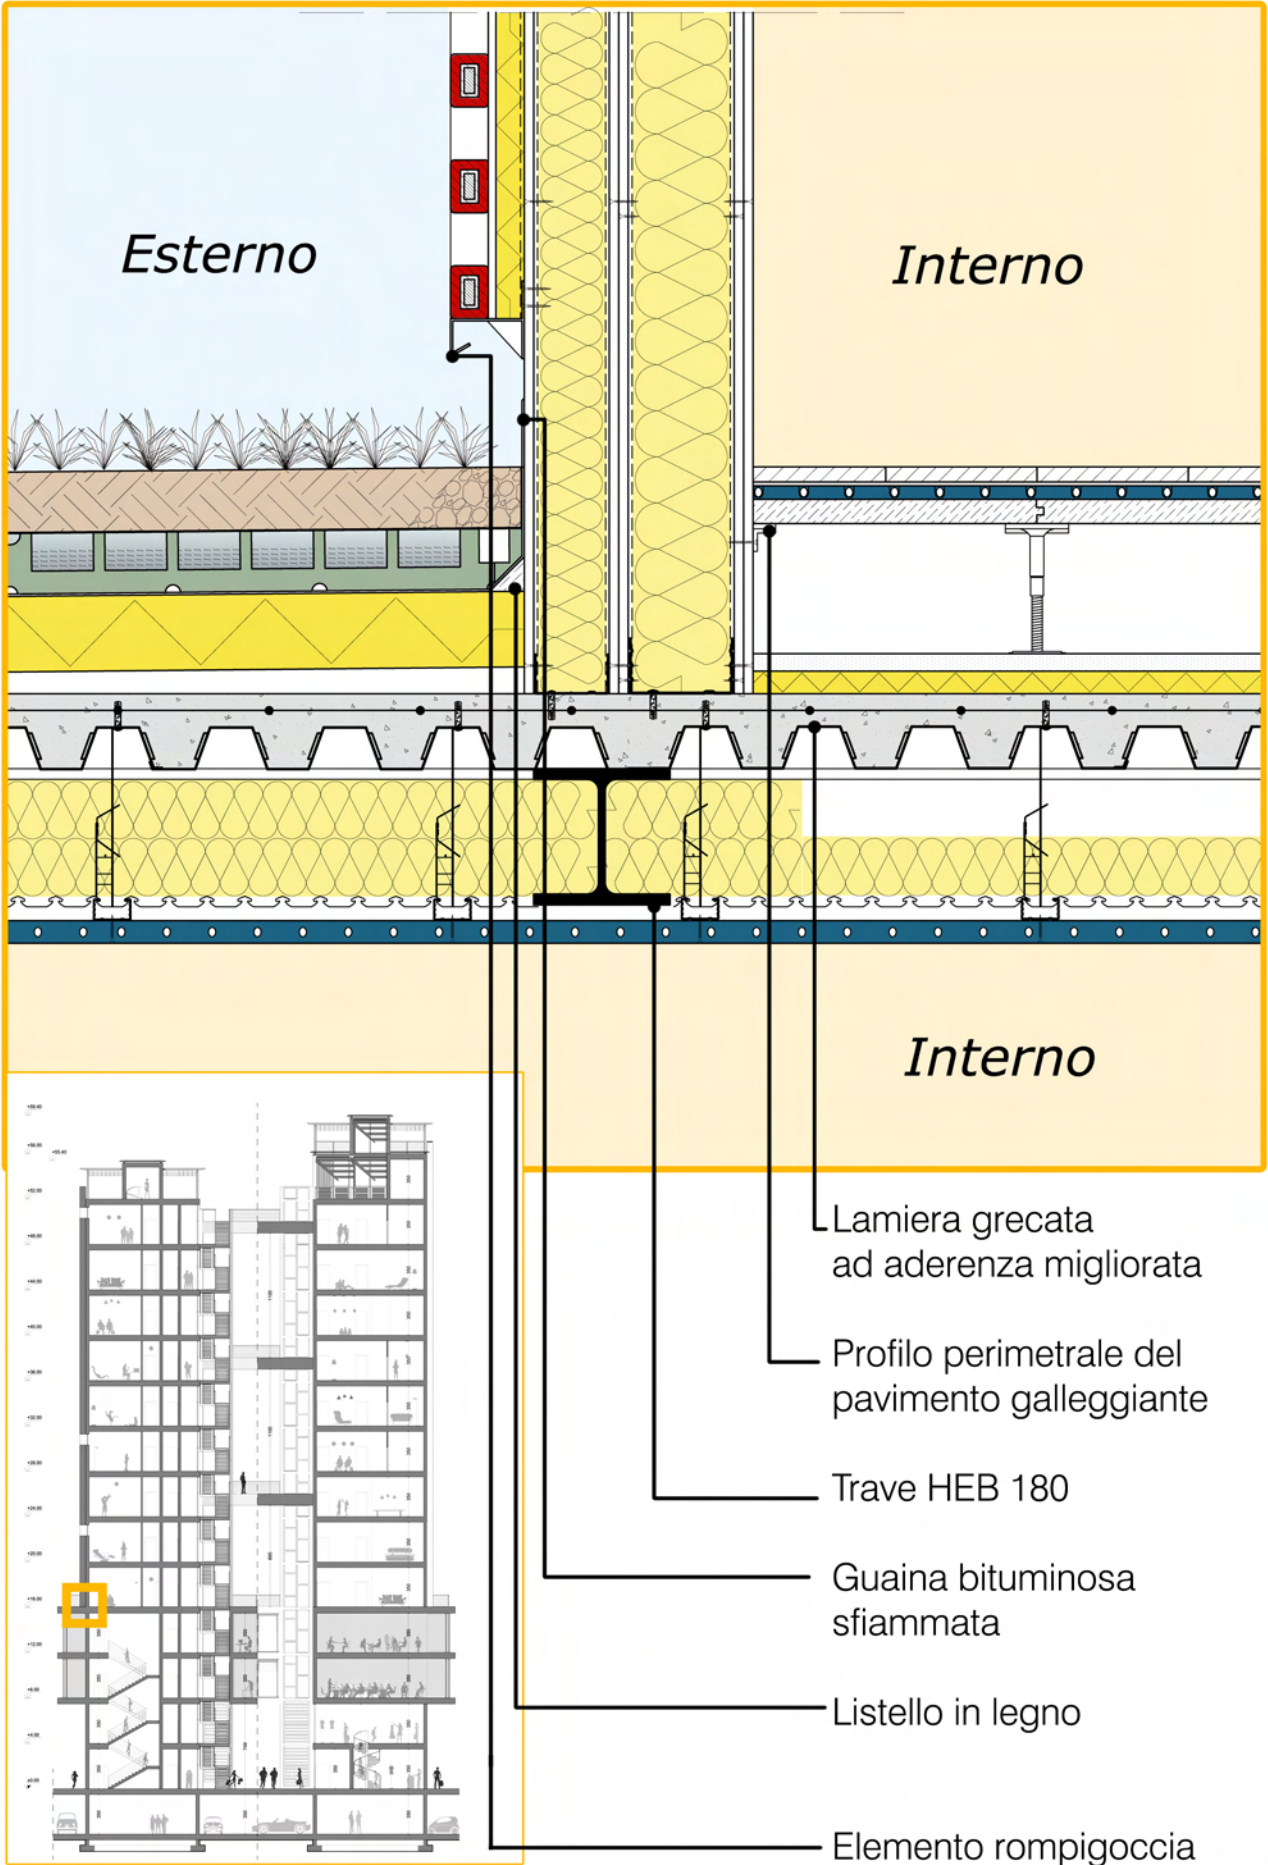 Esterno
Interno
Interno
Lamiera grecata
ad aderenza migliorata
Profilo perimetrale del
pavimento galleggiante
Trave HEB 180
Guaina bituminosa
sfiammata
Listello in legno
Elemento rompigoccia